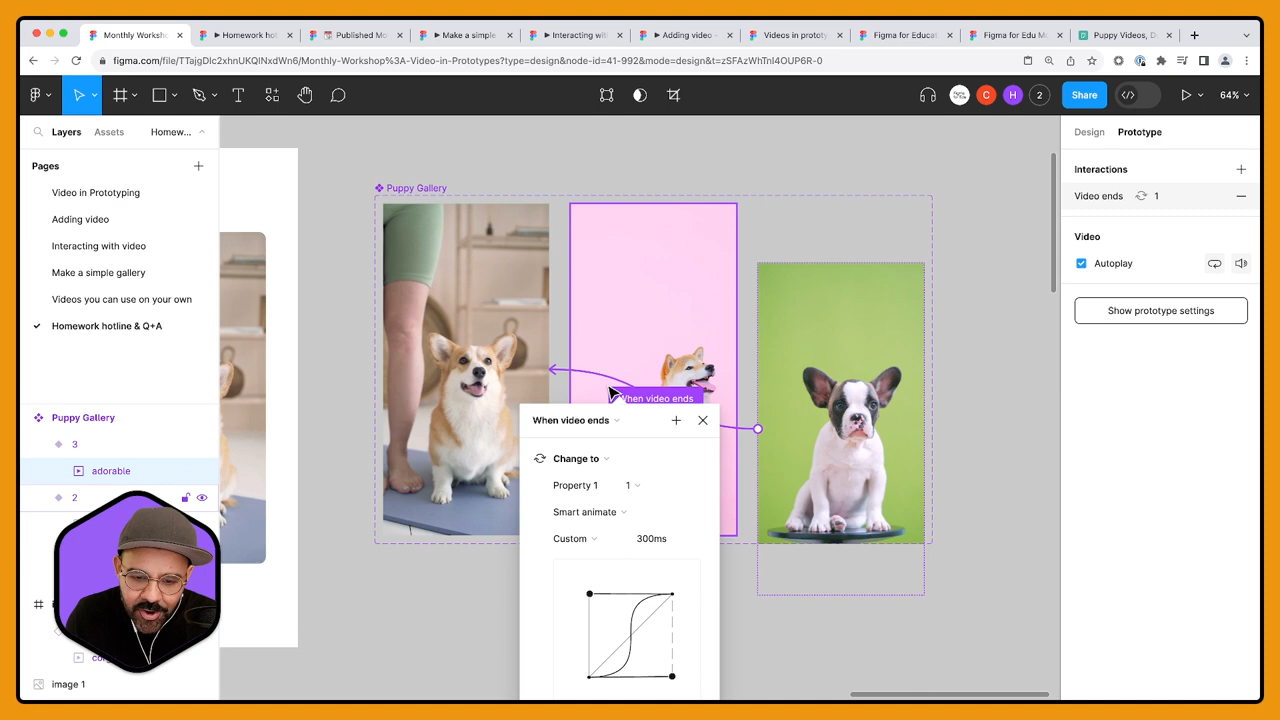 Monthly Worksho
Homework hot
Published Mo
Make a simple
Interacting wit
Adding video -
Videos in prototy
Figma for Educat
Figma for Edu M
Puppy Videos, D
figma.com/file/TTajgDlc2xhnUKQINxdWn6/Monthly-Workshop%3A-Video-in-Prototypes?type=design&node-id=41-992&mode=design&t=zSFAzWhTnI4OUP6R-0
C
H
2
Share
64%
Layers
Assets
Homew...
Design
Prototype
Pages
Video in Prototyping
Adding video
Interacting with video
Make a simple gallery
Videos you can use on your own
Homework hotline & Q+A
Puppy Gallery
3
adorable
2
image 1
Puppy Gallery
When video ends
When video ends
Change to
Property 1
1
Smart animate
Custom
300ms
Interactions
Video ends
1
Video
Autoplay
Show prototype settings